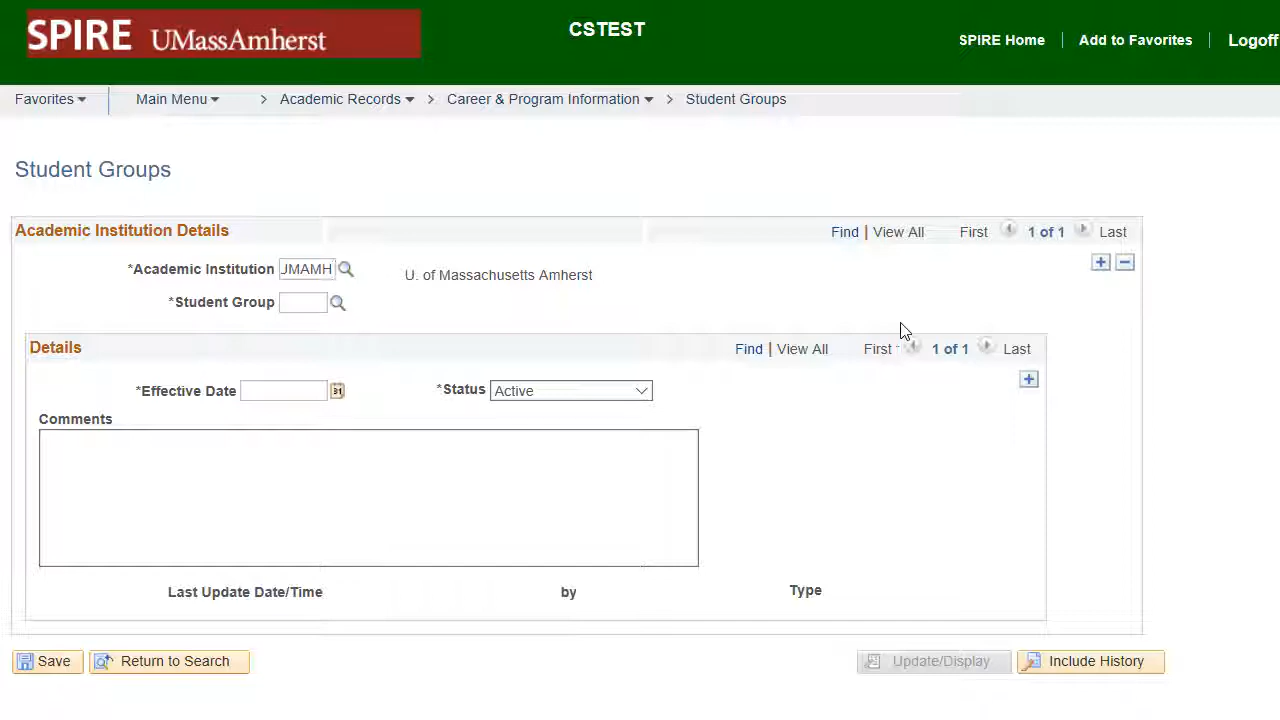 SPIRE UMassAmherst
CSTEST
SPIRE Home
Add to Favorites
Logoff
Favorites
Main Menu
> Academic Records
> Career & Program Information
> Student Groups
Student Groups
Academic Institution Details
Find | View All First 1 of 1 Last
*Academic Institution JMAMH U. of Massachusetts Amherst
*Student Group
Details
Find | View All First 1 of 1 Last
*Effective Date 31 *Status Active
Comments
Last Update Date/Time by Type
Save Return to Search Update/Display Include History